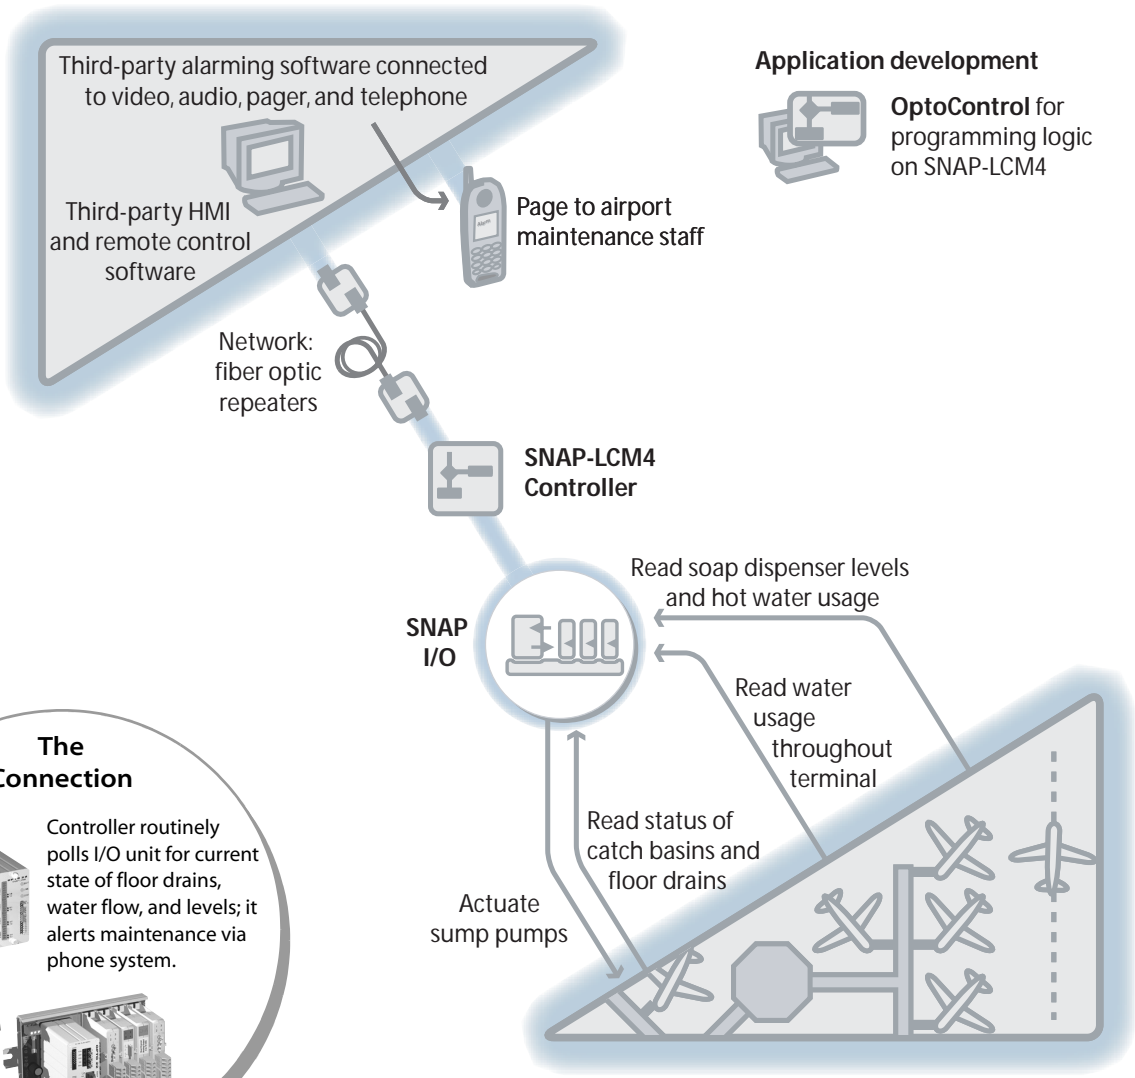 Third-party alarming software connected
to video, audio, pager, and telephone
Third-party HMI
and remote control
software
Page to airport
maintenance staff
Application development
OptoControl for
programming logic
on SNAP-LCM4
Network:
fiber optic
repeaters
SNAP-LCM4
Controller
SNAP
I/O
Read soap dispenser levels
and hot water usage
Read water
usage
throughout
terminal
Read status of
catch basins and
floor drains
Actuate
sump pumps
The
Connection
Controller routinely
polls I/O unit for current
state of floor drains,
water flow, and levels; it
alerts maintenance via
phone system.